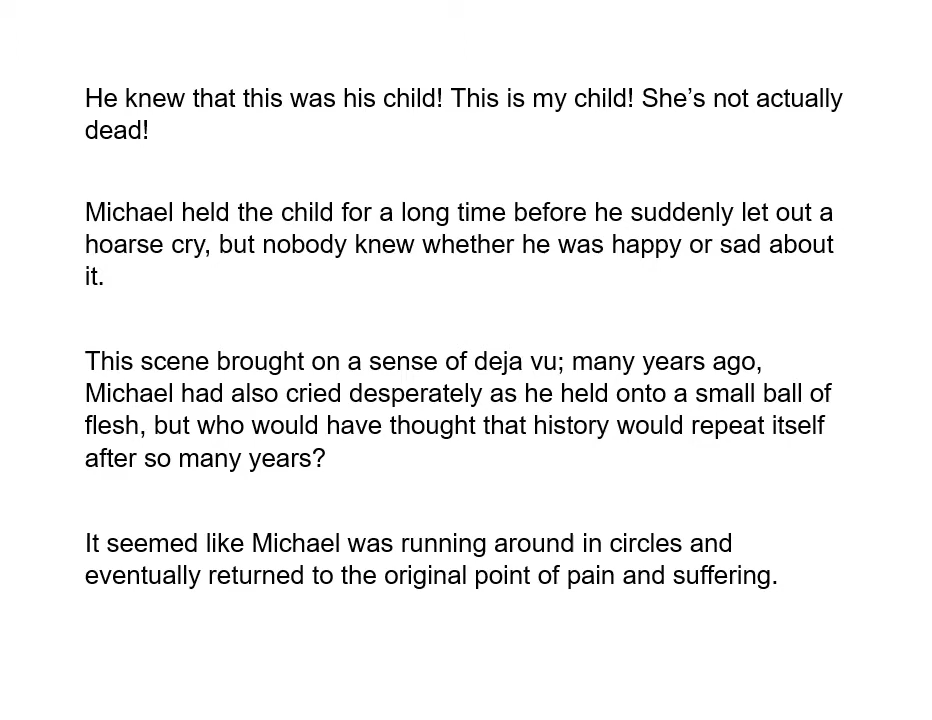 He knew that this was his child! This is my child! She’s not actually
dead!
Michael held the child for a long time before he suddenly let out a
hoarse cry, but nobody knew whether he was happy or sad about
it.
This scene brought on a sense of deja vu; many years ago,
Michael had also cried desperately as he held onto a small ball of
flesh, but who would have thought that history would repeat itself
after so many years?
It seemed like Michael was running around in circles and
eventually returned to the original point of pain and suffering.